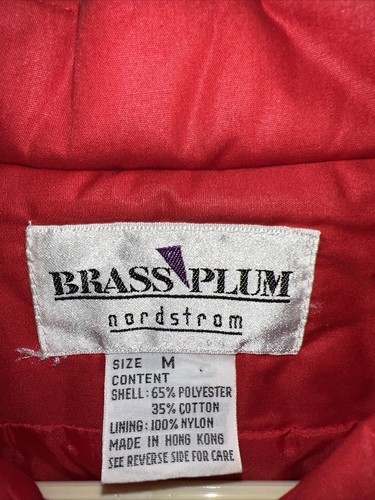 BRASS PLUM
nordstrom
SIZE M
CONTENT
SHELL: 65% POLYESTER
35% COTTON
LINING: 100% NYLON
MADE IN HONG KONG
SEE REVERSE SIDE FOR CARE